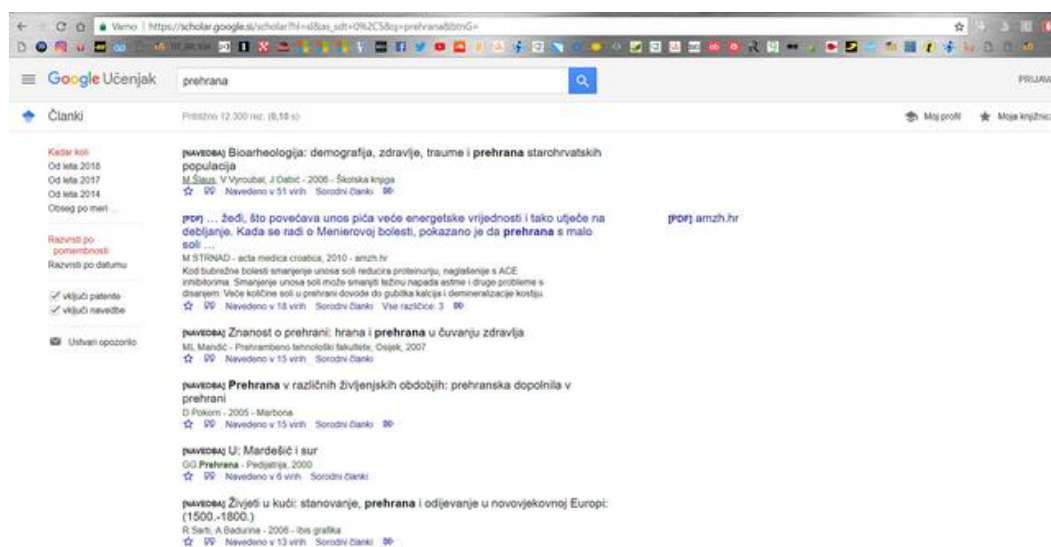 Varno | https://scholar.google.si/scholar?hl=sl&as_sdt=0%2C5&q=prehrana&btnG=
Google Učenjak
prehrana
PRIJAV
Članki
Približno 12.300 rez. (0,10 s)
Moj profil
Moja knjižnic
Kadar koli
Od leta 2018
Od leta 2017
Od leta 2014
Obseg po meri ...
Razvrsti po
pomembnosti
Razvrsti po datumu
vključi patente
vključi navedbe
Ustvari opozorilo
[NAVEDBA] Bioarheologija: demografija, zdravlje, traume i prehrana starohrvatskih
populacija
M Šlaus, V Vyroubal, J Dabić - 2006 - Školska knjiga
Navedeno v 51 virih Sorodni članki
[PDF] ... žeđi, što povećava unos pića veće energetske vrijednosti i tako utječe na
debljanje. Kada se radi o Menierovoj bolesti, pokazano je da prehrana s malo
soli ...
[PDF] amzh.hr
M STRNAD - acta medica croatica, 2010 - amzh.hr
Kod bubrežne bolesti smanjenje unosa soli reducira proteinuriju, naglašenije s ACE
inhibitorima. Smanjenje unosa soli može smanjiti težinu napada astme i druge probleme s
disanjem. Veće količine soli u prehrani dovode do gubitka kalcija i demineralizacije kostiju.
Navedeno v 18 virih Sorodni članki Vse različice: 3
[NAVEDBA] Znanost o prehrani: hrana i prehrana u čuvanju zdravlja
ML Mandić - Prehrambeno tehnološki fakultete, Osijek, 2007
Navedeno v 15 virih Sorodni članki
[NAVEDBA] Prehrana v različnih življenjskih obdobjih: prehranska dopolnila v
prehrani
D Pokorn - 2005 - Marbona
Navedeno v 15 virih Sorodni članki
[NAVEDBA] U: Mardešić i sur
GG Prehrana - Pedijatrija, 2000
Navedeno v 6 virih Sorodni članki
[NAVEDBA] Živjeti u kući: stanovanje, prehrana i odijevanje u novovjekovnoj Europi:
(1500.-1800.)
R Sarti, A Badurina - 2006 - Ibis grafika
Navedeno v 13 virih Sorodni članki